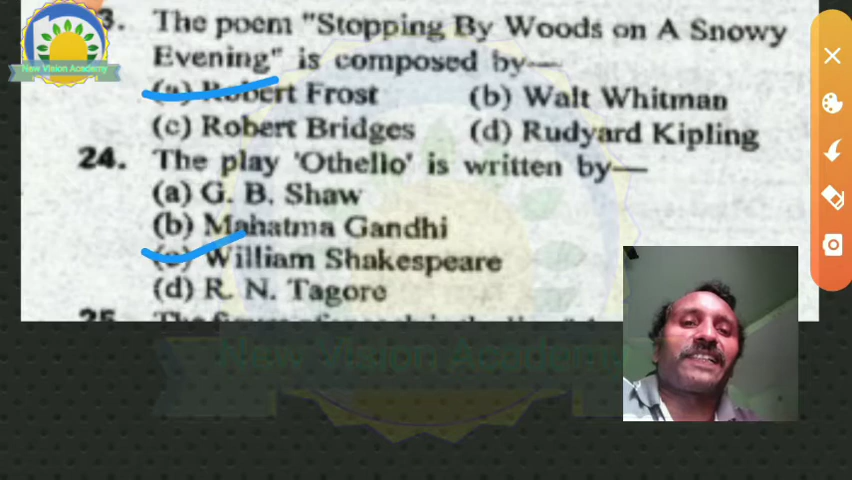 New Vision Academy
3. The poem "Stopping By Woods on A Snowy
Evening" is composed by—
(a) Robert Frost (b) Walt Whitman
(c) Robert Bridges (d) Rudyard Kipling
24. The play 'Othello' is written by—
(a) G. B. Shaw
(b) Mahatma Gandhi
(c) William Shakespeare
(d) R. N. Tagore
25.
New Vision Academy